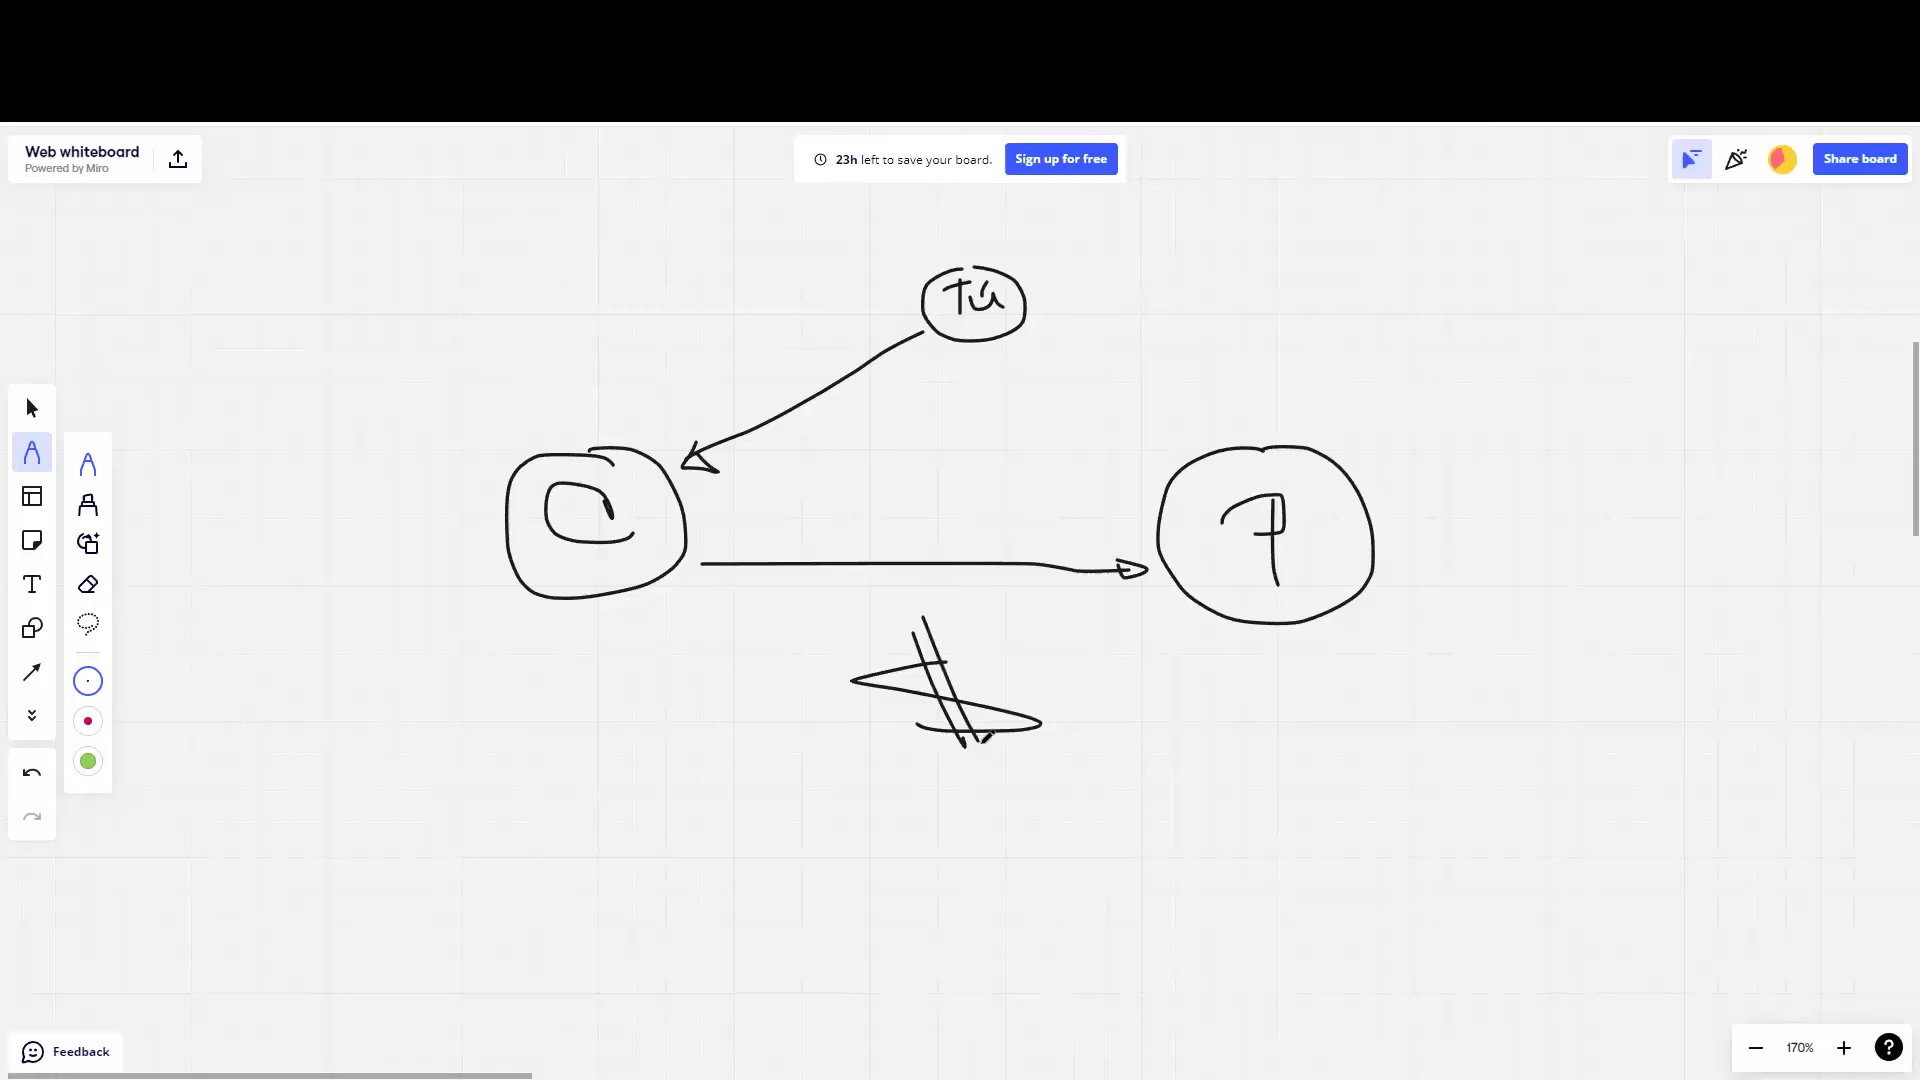 Web whiteboard
Powered by Miro
23h left to save your board.
Sign up for free
Share board
Tú
C
P
$
Feedback
170%
?